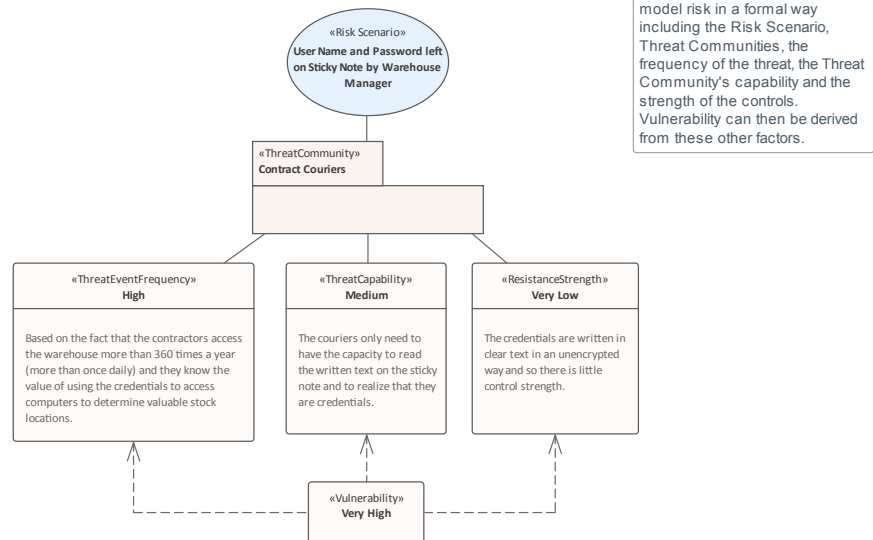 model risk in a formal way
including the Risk Scenario,
Threat Communities, the
frequency of the threat, the Threat
Community's capability and the
strength of the controls.
Vulnerability can then be derived
from these other factors.
«Risk Scenario»
User Name and Password left
on Sticky Note by Warehouse
Manager
«ThreatCommunity»
Contract Couriers
«ThreatEventFrequency»
High
Based on the fact that the contractors access
the warehouse more than 360 times a year
(more than once daily) and they know the
value of using the credentials to access
computers to determine valuable stock
locations.
«ThreatCapability»
Medium
The couriers only need to
have the capacity to read
the written text on the sticky
note and to realize that they
are credentials.
«ResistanceStrength»
Very Low
The credentials are written in
clear text in an unencrypted
way and so there is little
control strength.
«Vulnerability»
Very High